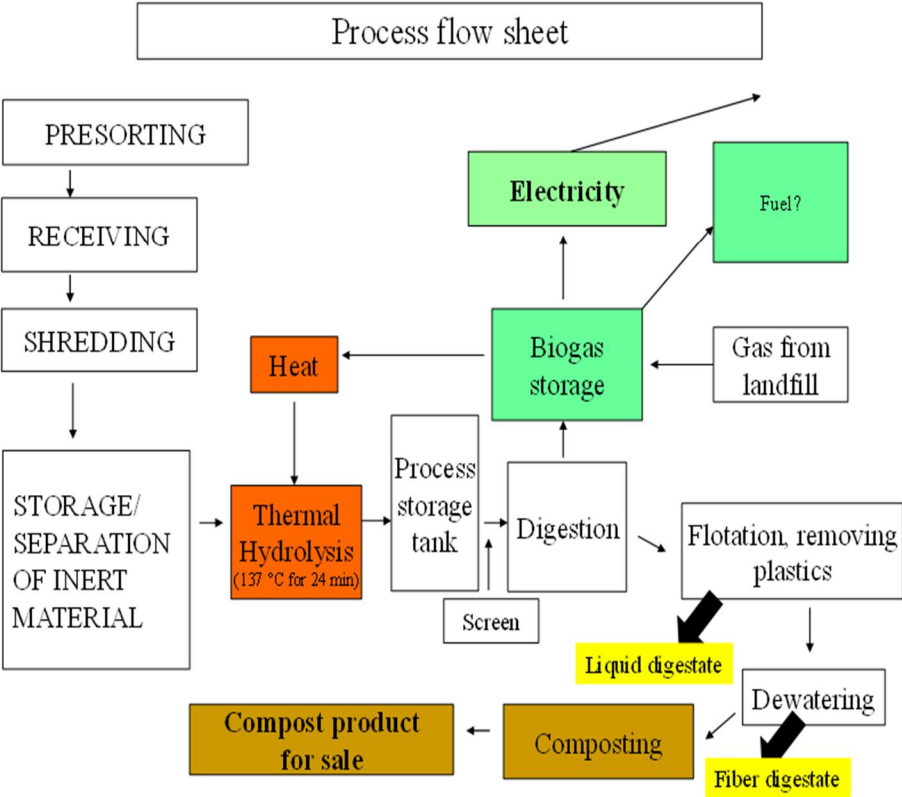 Process flow sheet
PRESORTING
RECEIVING
SHREDDING
STORAGE/
SEPARATION
OF INERT
MATERIAL
Heat
Thermal
Hydrolysis
(137 °C for 24 min)
Process
storage
tank
Screen
Digestion
Biogas
storage
Electricity
Fuel?
Gas from
landfill
Flotation, removing
plastics
Liquid digestate
Dewatering
Fiber digestate
Composting
Compost product
for sale